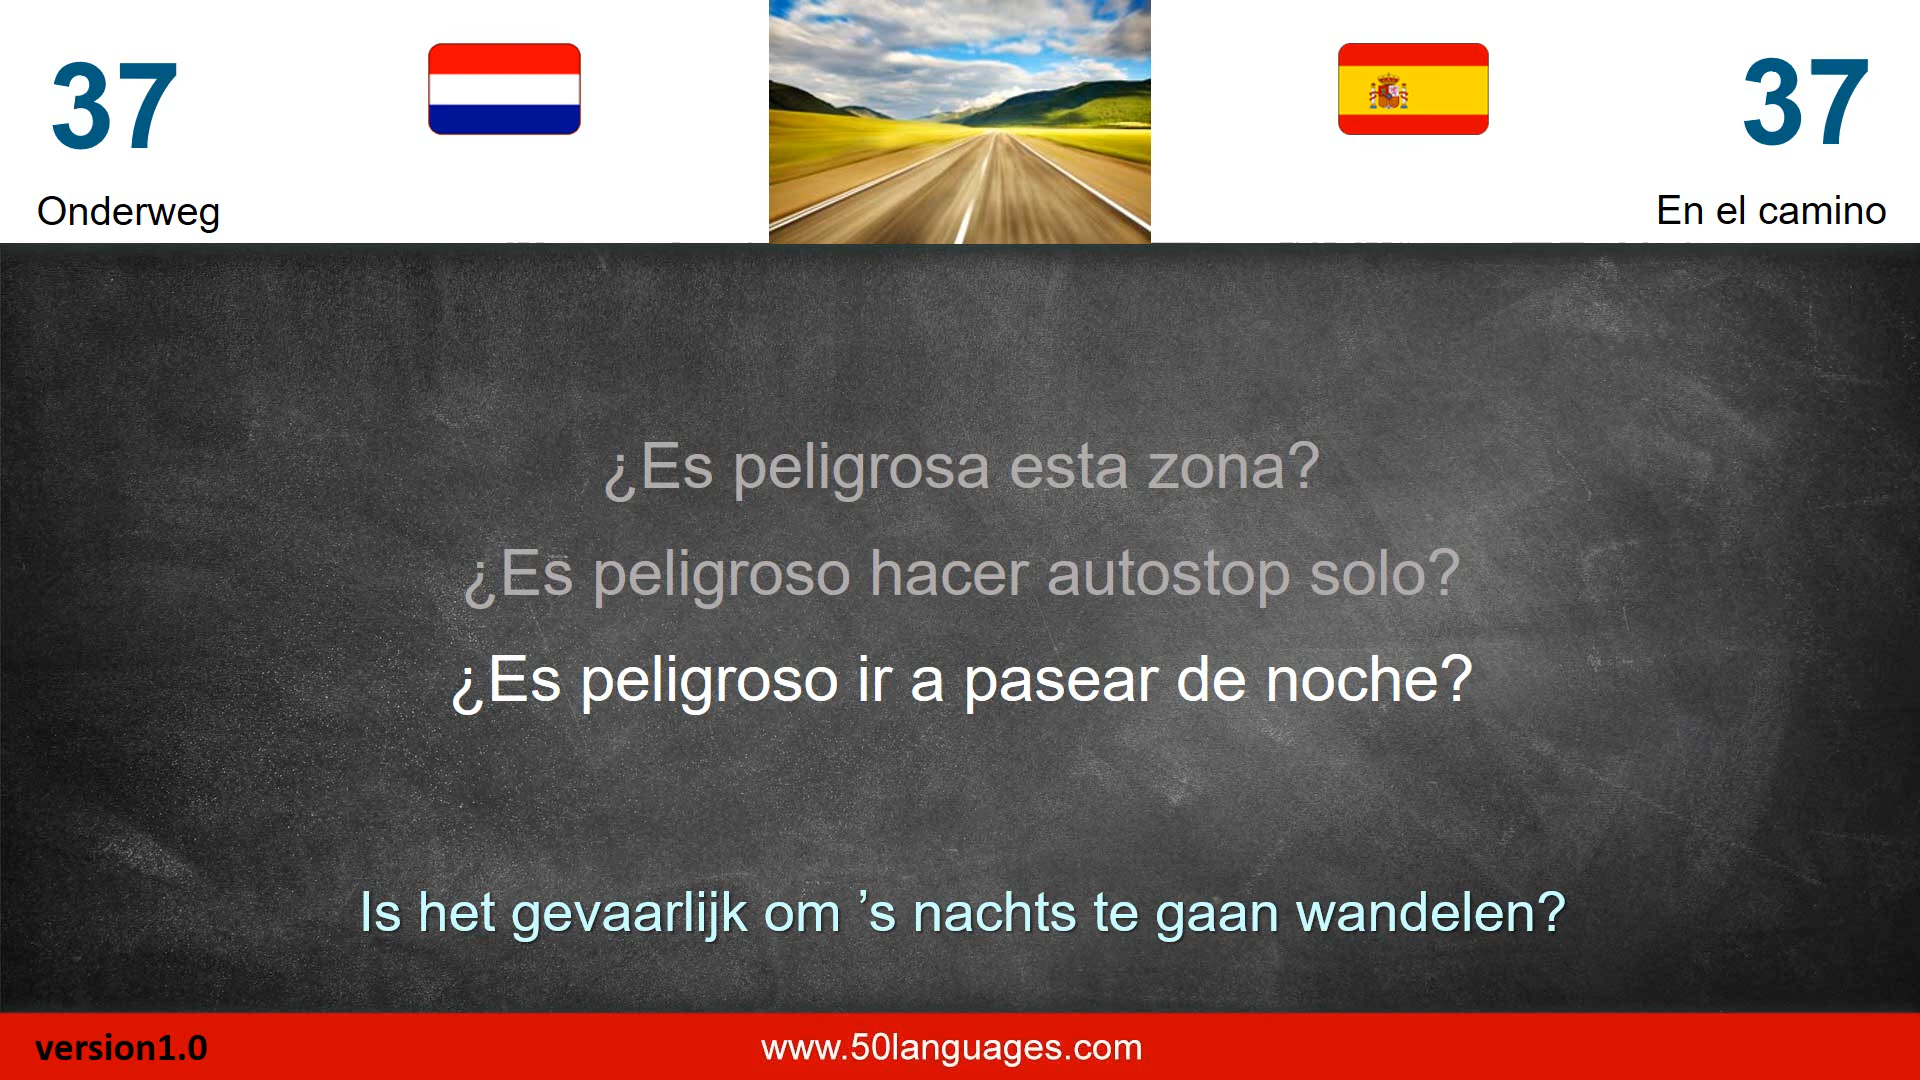 37
37
Onderweg
En el camino
¿Es peligrosa esta zona?
¿Es peligroso hacer autostop solo?
¿Es peligroso ir a pasear de noche?
Is het gevaarlijk om ’s nachts te gaan wandelen?
version1.0
www.50languages.com